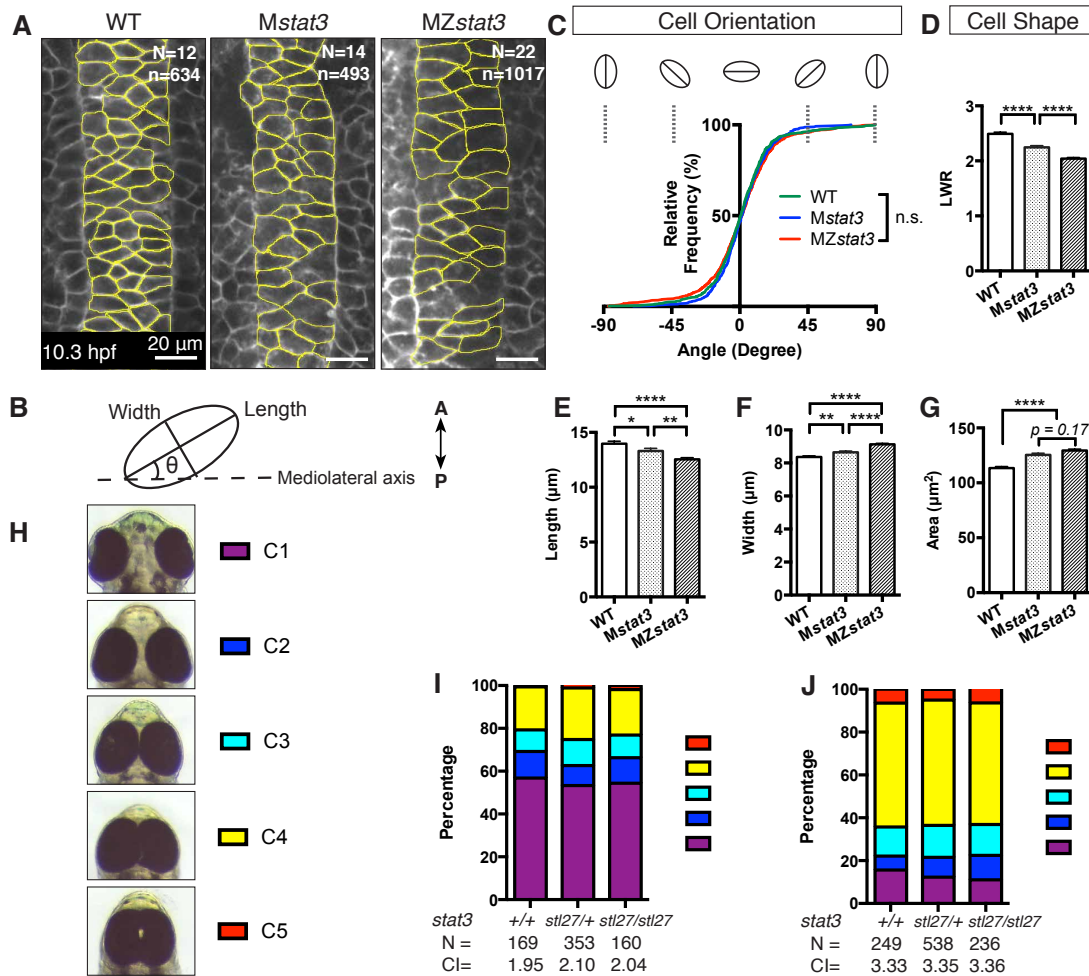 A
WT
Mstat3
MZstat3
N=12
n=634
N=14
n=493
N=22
n=1017
10.3 hpf
20 µm
B
Width
Length
θ
Mediolateral axis
A
P
C
Cell Orientation
Relative
Frequency (%)
100
50
WT
Mstat3
MZstat3
n.s.
-90
-45
0
45
90
Angle (Degree)
D
Cell Shape
**** ****
LWR
3
2
1
0
WT
Mstat3
MZstat3
E
****
* **
Length (µm)
15
10
5
0
WT
Mstat3
MZstat3
F
****
** ****
Width (µm)
10
8
6
4
2
0
WT
Mstat3
MZstat3
G
****
p = 0.17
Area (µm²)
150
100
50
0
WT
Mstat3
MZstat3
H
C1
C2
C3
C4
C5
I
Percentage
100
80
60
40
20
0
stat3 +/+ stl27/+ stl27/stl27
N = 169 353 160
CI= 1.95 2.10 2.04
J
Percentage
100
80
60
40
20
0
stat3 +/+ stl27/+ stl27/stl27
N = 249 538 236
CI= 3.33 3.35 3.36